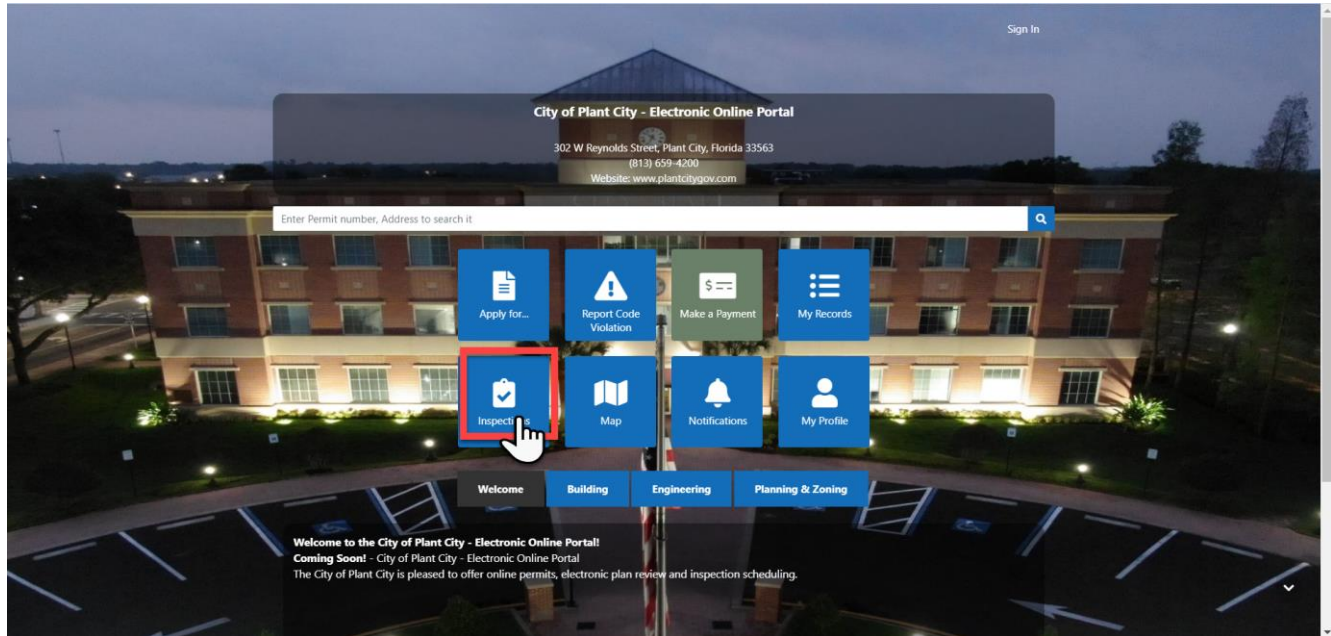 Sign In
City of Plant City - Electronic Online Portal
302 W Reynolds Street, Plant City, Florida 33563
(813) 659-4200
Website: www.plantcitygov.com
Enter Permit number, Address to search it
Apply for...
Report Code
Violation
Make a Payment
My Records
Inspections
Map
Notifications
My Profile
Welcome
Building
Engineering
Planning & Zoning
Welcome to the City of Plant City - Electronic Online Portal!
Coming Soon! - City of Plant City - Electronic Online Portal
The City of Plant City is pleased to offer online permits, electronic plan review and inspection scheduling.